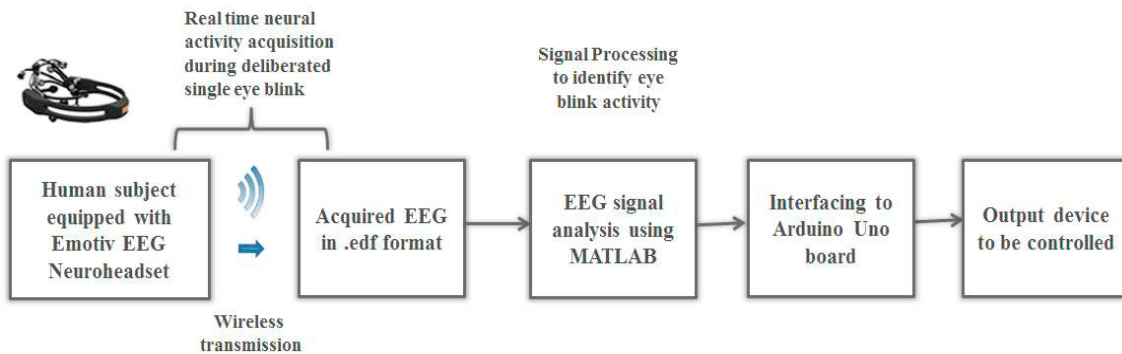 Real time neural
activity acquisition
during deliberated
single eye blink
Signal Processing
to identify eye
blink activity
Human subject
equipped with
Emotiv EEG
Neuroheadset
Acquired EEG
in .edf format
EEG signal
analysis using
MATLAB
Interfacing to
Arduino Uno
board
Output device
to be controlled
Wireless
transmission